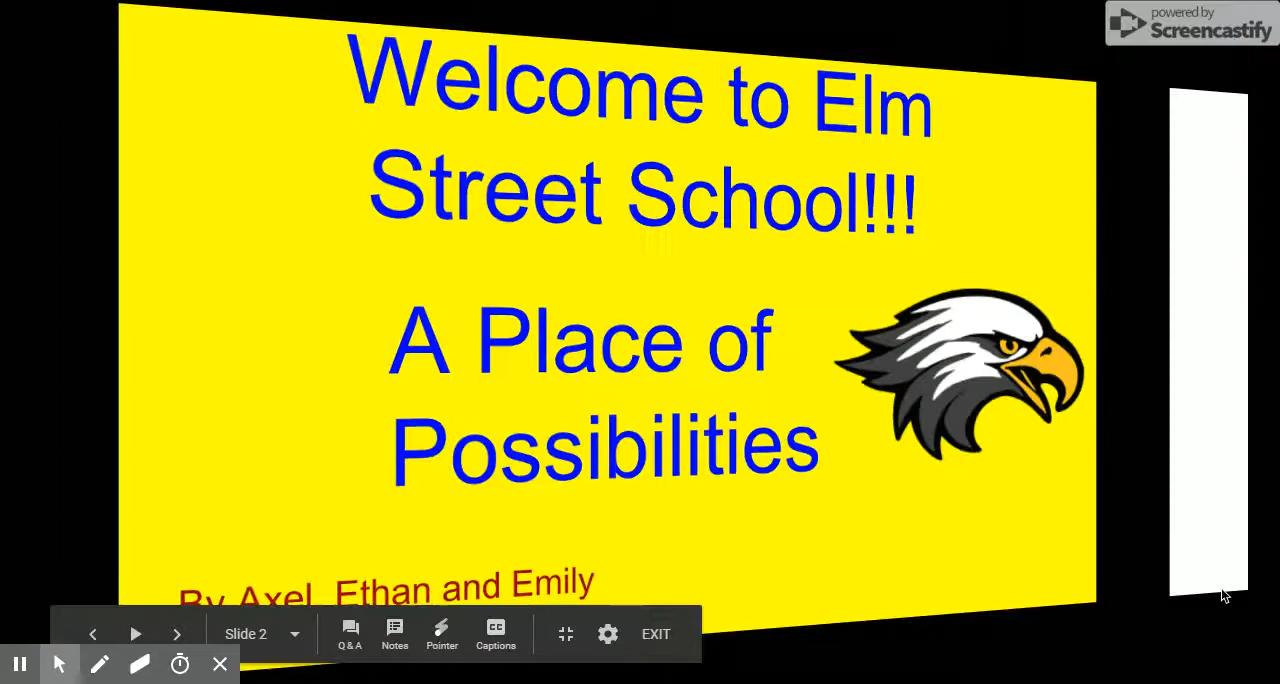 powered by
Screencastify
Welcome to Elm
Street School!!!
A Place of
Possibilities
By Axel, Ethan and Emily
Slide 2
Q & A
Notes
Pointer
CC
Captions
EXIT